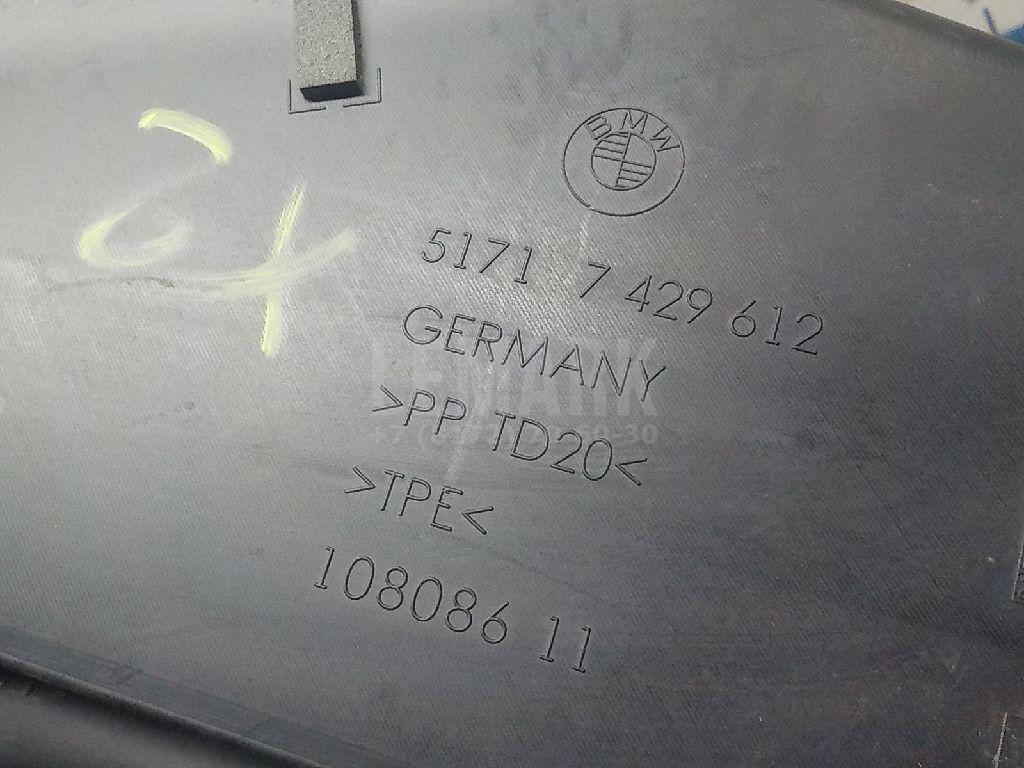 BMW
5171 7 429 612
GERMANY
>PP TD20<
>TPE<
108086 11